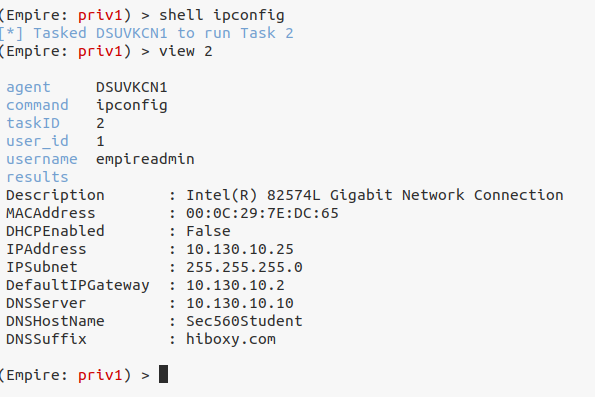 (Empire: priv1) > shell ipconfig
[*] Tasked DSUVKCN1 to run Task 2
(Empire: priv1) > view 2
agent DSUVKCN1
command ipconfig
taskID 2
user_id 1
username empireadmin
results
Description : Intel(R) 82574L Gigabit Network Connection
MACAddress : 00:0C:29:7E:DC:65
DHCPEnabled : False
IPAddress : 10.130.10.25
IPSubnet : 255.255.255.0
DefaultIPGateway : 10.130.10.2
DNSServer : 10.130.10.10
DNSHostName : Sec560Student
DNSSuffix : hiboxy.com
(Empire: priv1) >